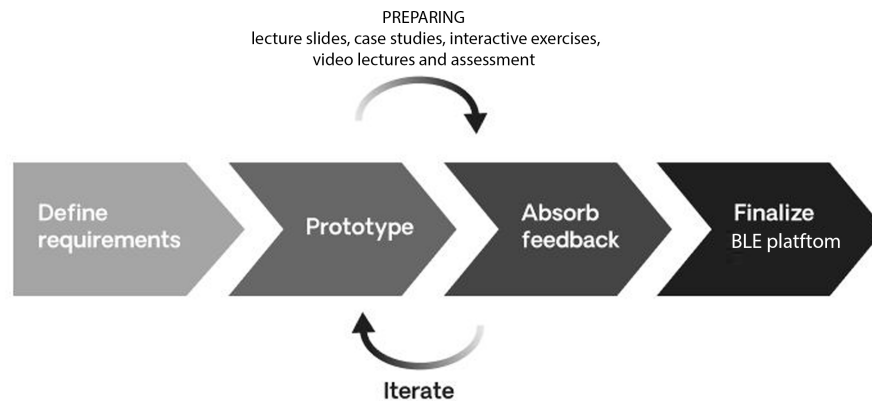 PREPARING
lecture slides, case studies, interactive exercises,
video lectures and assessment
Define
requirements
Prototype
Absorb
feedback
Finalize
BLE platftom
Iterate